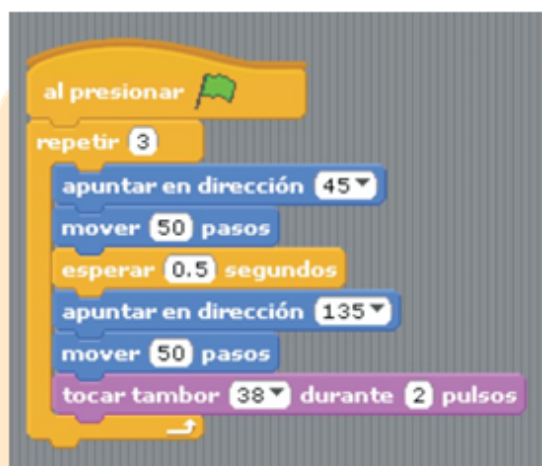 al presionar
repetir 3
apuntar en dirección 45
mover 50 pasos
esperar 0.5 segundos
apuntar en dirección 135
mover 50 pasos
tocar tambor 38 durante 2 pulsos